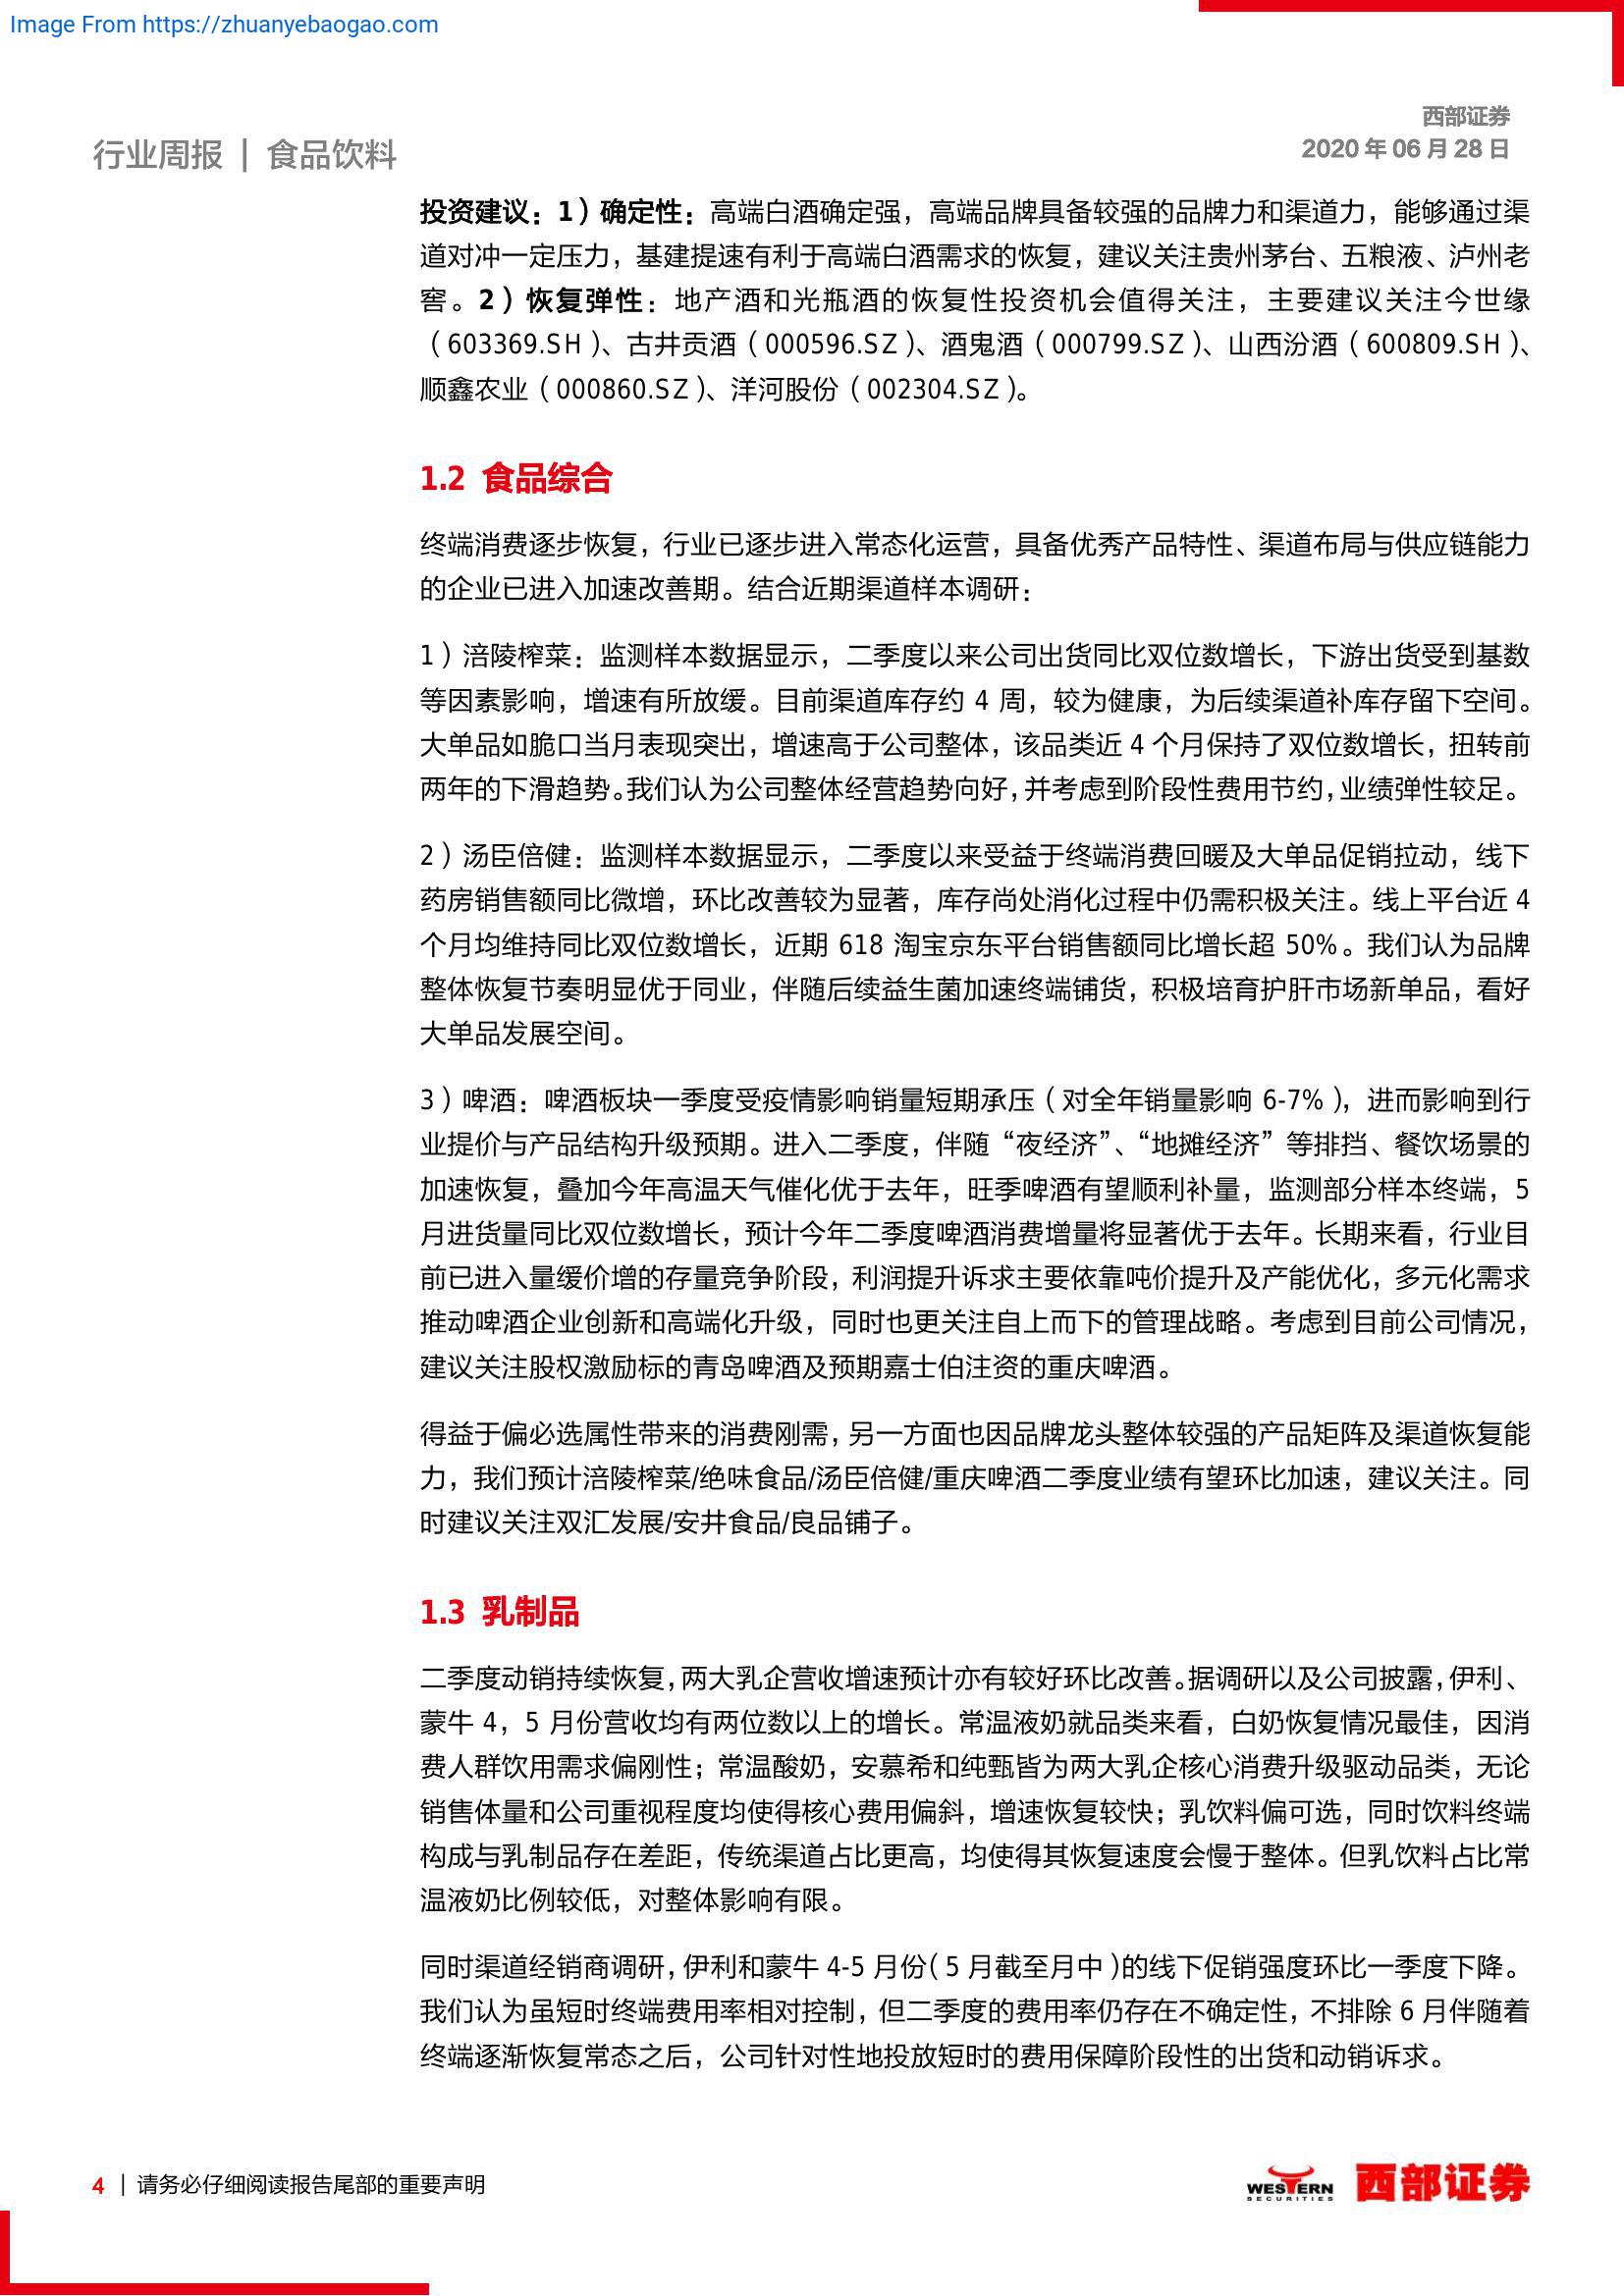 Image From https://zhuanyebaogao.com
西部证券
行业周报 | 食品饮料
2020 年 06 月 28 日
投资建议：1）确定性：高端白酒确定强，高端品牌具备较强的品牌力和渠道力，能够通过渠
道对冲一定压力，基建提速有利于高端白酒需求的恢复，建议关注贵州茅台、五粮液、泸州老
窖。2）恢复弹性：地产酒和光瓶酒的恢复性投资机会值得关注，主要建议关注今世缘
（603369.SH）、古井贡酒（000596.SZ）、酒鬼酒（000799.SZ）、山西汾酒（600809.SH）、
顺鑫农业（000860.SZ）、洋河股份（002304.SZ）。
1.2 食品综合
终端消费逐步恢复，行业已逐步进入常态化运营，具备优秀产品特性、渠道布局与供应链能力
的企业已进入加速改善期。结合近期渠道样本调研：
1）涪陵榨菜：监测样本数据显示，二季度以来公司出货同比双位数增长，下游出货受到基数
等因素影响，增速有所放缓。目前渠道库存约 4 周，较为健康，为后续渠道补库存留下空间。
大单品如脆口当月表现突出，增速高于公司整体，该品类近 4 个月保持了双位数增长，扭转前
两年的下滑趋势。我们认为公司整体经营趋势向好，并考虑到阶段性费用节约，业绩弹性较足。
2）汤臣倍健：监测样本数据显示，二季度以来受益于终端消费回暖及大单品促销拉动，线下
药房销售额同比微增，环比改善较为显著，库存尚处消化过程中仍需积极关注。线上平台近 4
个月均维持同比双位数增长，近期 618 淘宝京东平台销售额同比增长超 50%。我们认为品牌
整体恢复节奏明显优于同业，伴随后续益生菌加速终端铺货，积极培育护肝市场新单品，看好
大单品发展空间。
3）啤酒：啤酒板块一季度受疫情影响销量短期承压（对全年销量影响 6-7%），进而影响到行
业提价与产品结构升级预期。进入二季度，伴随“夜经济”、“地摊经济”等排挡、餐饮场景的
加速恢复，叠加今年高温天气催化优于去年，旺季啤酒有望顺利补量，监测部分样本终端，5
月进货量同比双位数增长，预计今年二季度啤酒消费增量将显著优于去年。长期来看，行业目
前已进入量缓价增的存量竞争阶段，利润提升诉求主要依靠吨价提升及产能优化，多元化需求
推动啤酒企业创新和高端化升级，同时也更关注自上而下的管理战略。考虑到目前公司情况，
建议关注股权激励标的青岛啤酒及预期嘉士伯注资的重庆啤酒。
得益于偏必选属性带来的消费刚需，另一方面也因品牌龙头整体较强的产品矩阵及渠道恢复能
力，我们预计涪陵榨菜/绝味食品/汤臣倍健/重庆啤酒二季度业绩有望环比加速，建议关注。同
时建议关注双汇发展/安井食品/良品铺子。
1.3 乳制品
二季度动销持续恢复，两大乳企营收增速预计亦有较好环比改善。据调研以及公司披露，伊利、
蒙牛 4，5 月份营收均有两位数以上的增长。常温液奶就品类来看，白奶恢复情况最佳，因消
费人群饮用需求偏刚性；常温酸奶，安慕希和纯甄皆为两大乳企核心消费升级驱动品类，无论
销售体量和公司重视程度均使得核心费用偏斜，增速恢复较快；乳饮料偏可选，同时饮料终端
构成与乳制品存在差距，传统渠道占比更高，均使得其恢复速度会慢于整体。但乳饮料占比常
温液奶比例较低，对整体影响有限。
同时渠道经销商调研，伊利和蒙牛 4-5 月份（5 月截至月中）的线下促销强度环比一季度下降。
我们认为虽短时终端费用率相对控制，但二季度的费用率仍存在不确定性，不排除 6 月伴随着
终端逐渐恢复常态之后，公司针对性地投放短时的费用保障阶段性的出货和动销诉求。
4 | 请务必仔细阅读报告尾部的重要声明
WESTERN
SECURITIES
西部证券